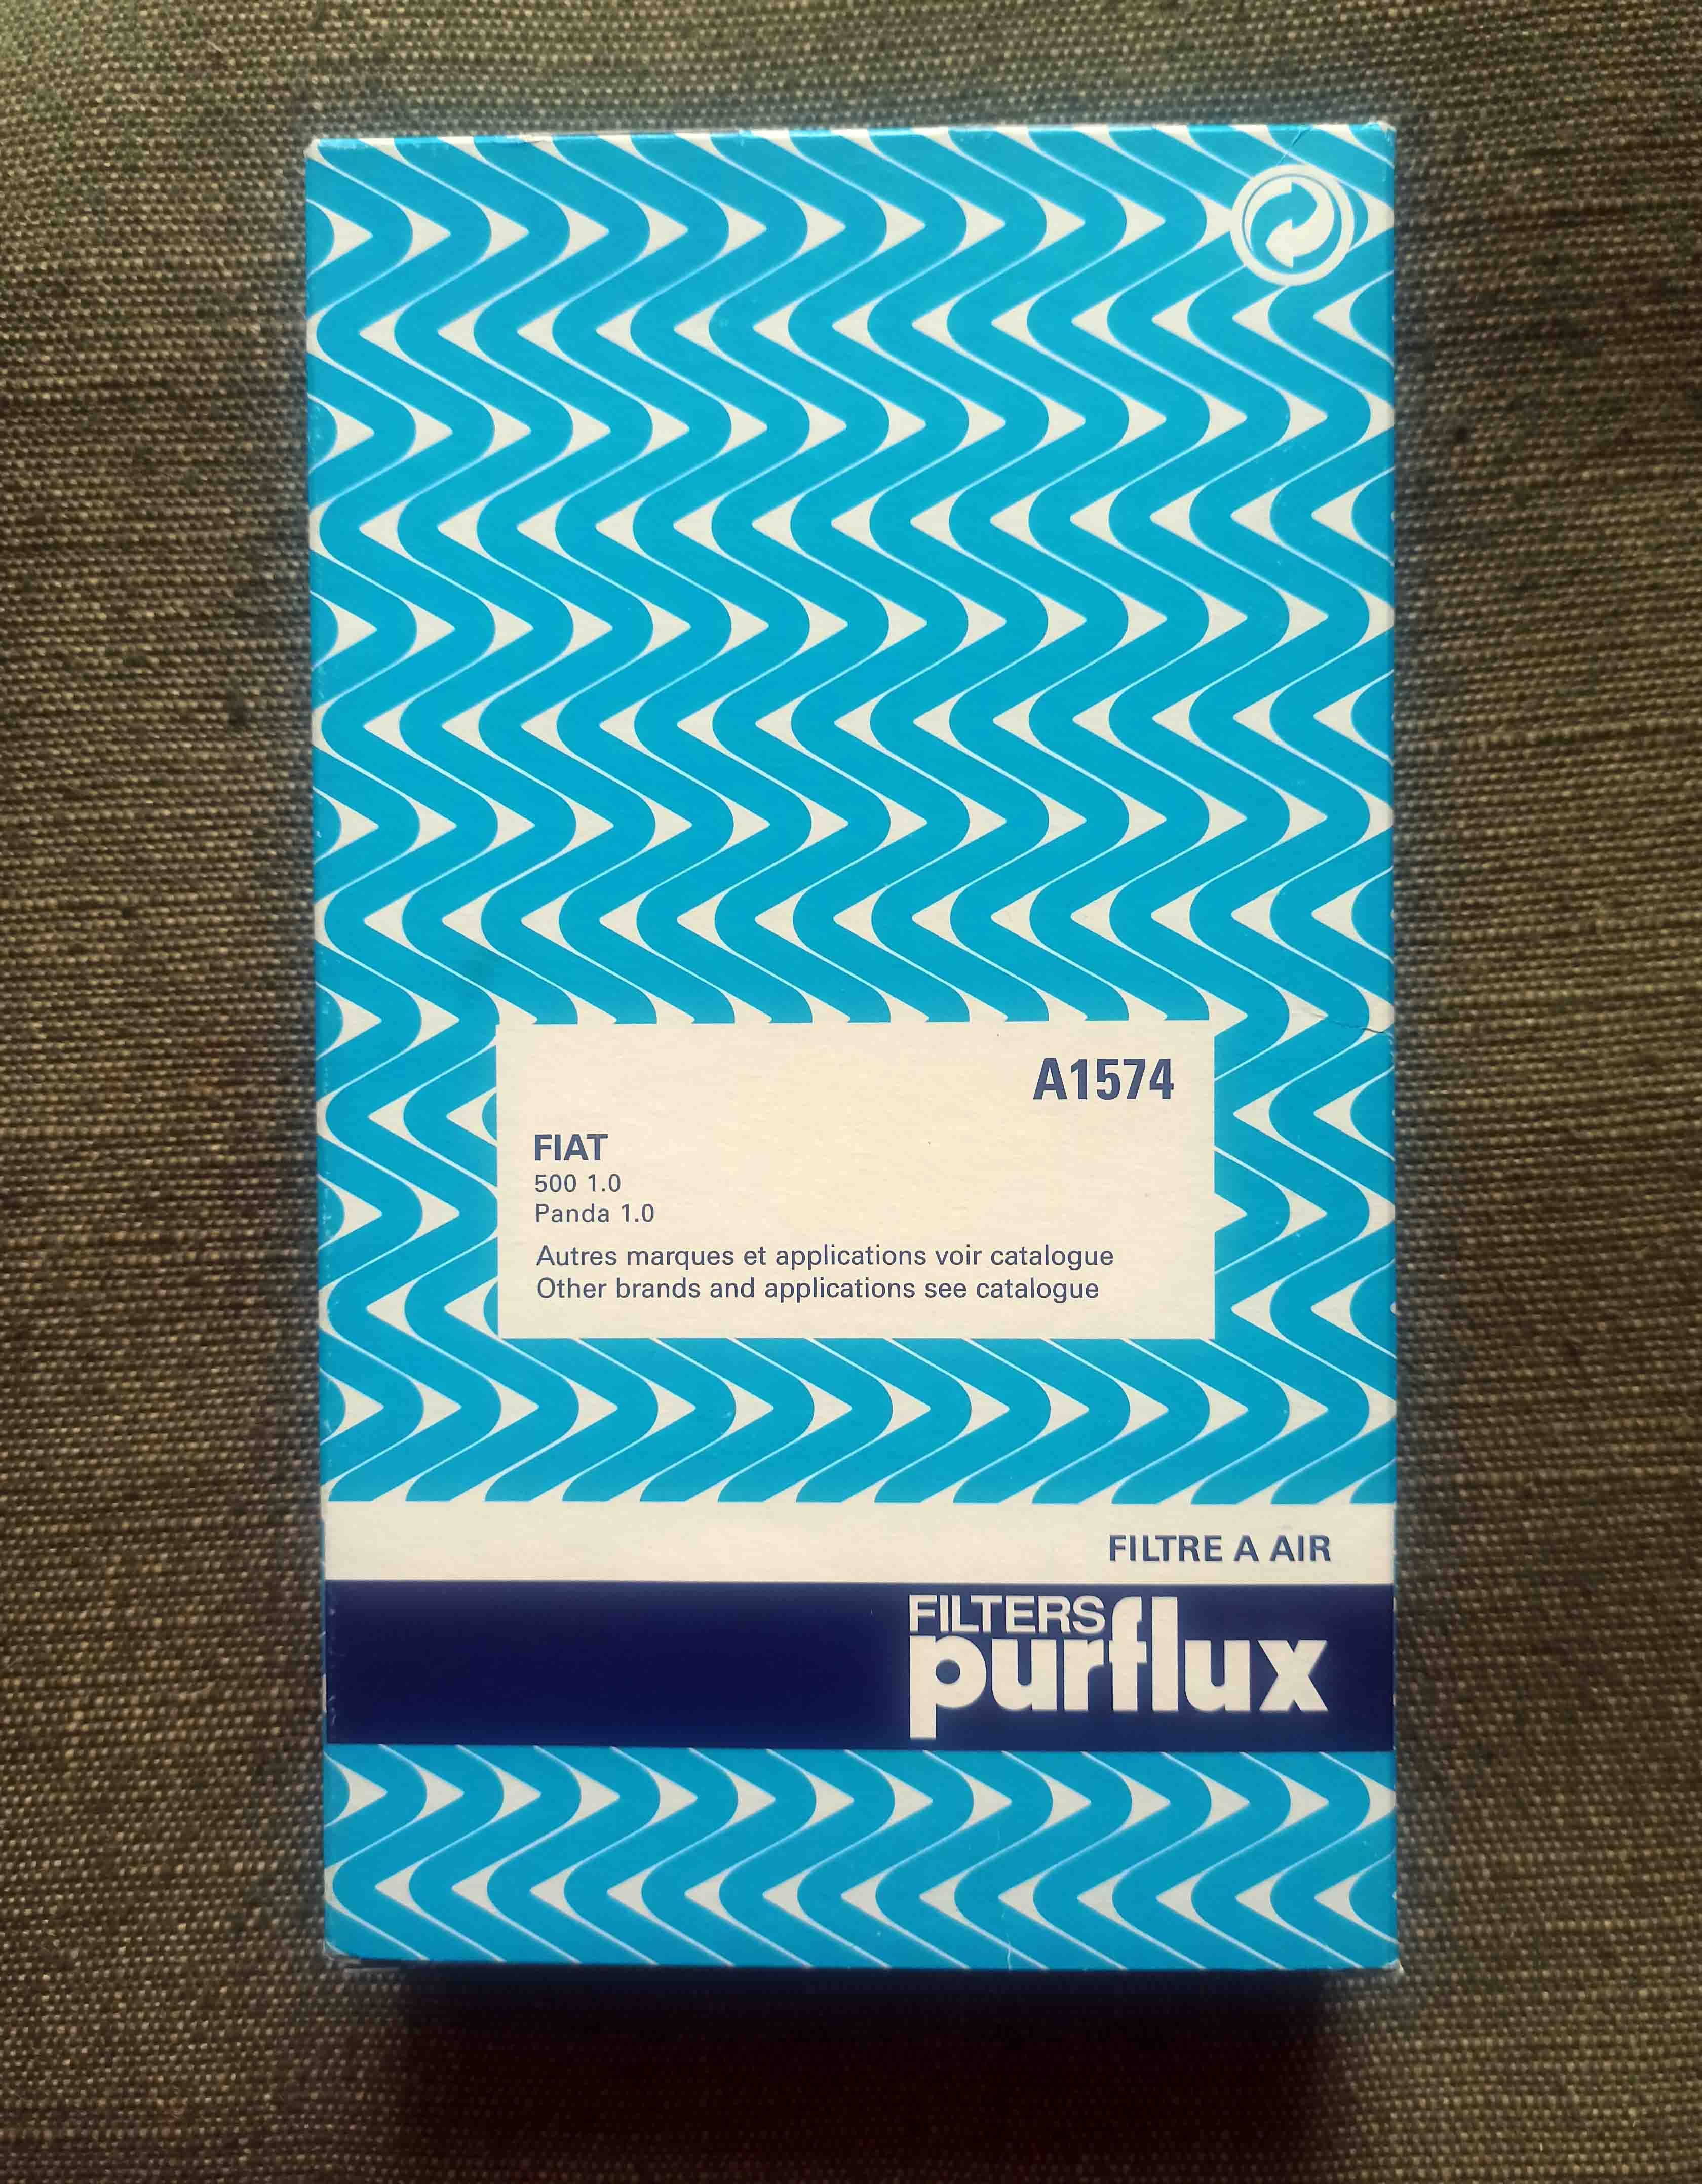 A1574
FIAT
500 1.0
Panda 1.0
Autres marques et applications voir catalogue
Other brands and applications see catalogue
FILTRE A AIR
FILTERS
purflux